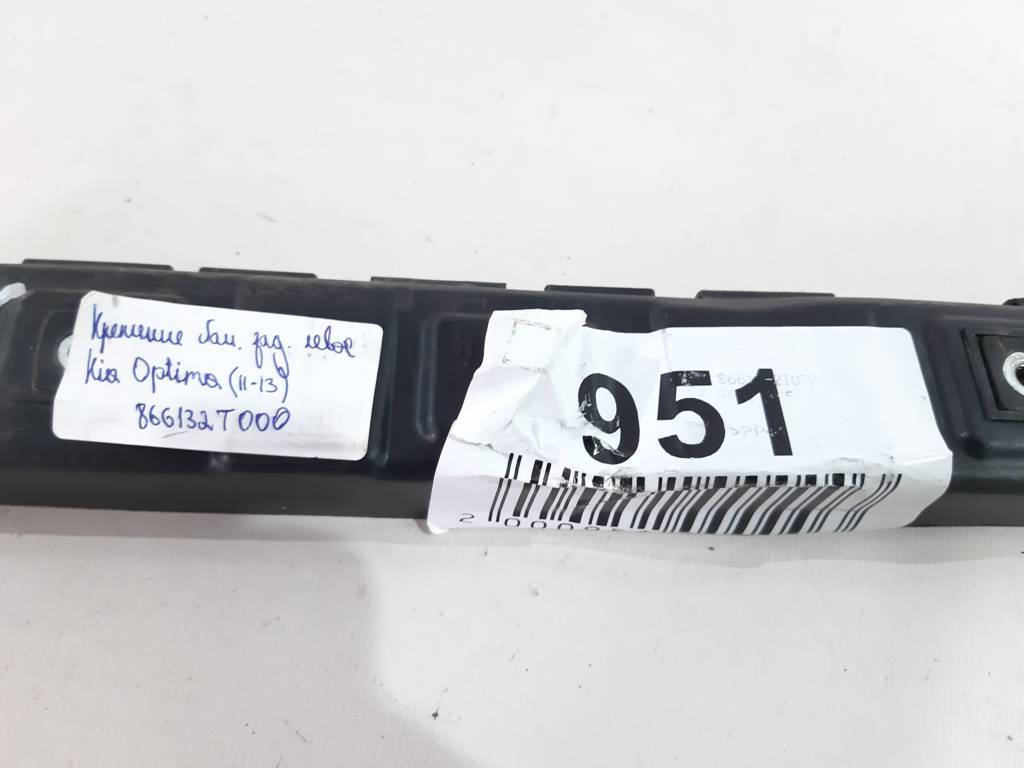 Крепление бам. зад. левое
Kia Optima (11-13)
866132T000
951